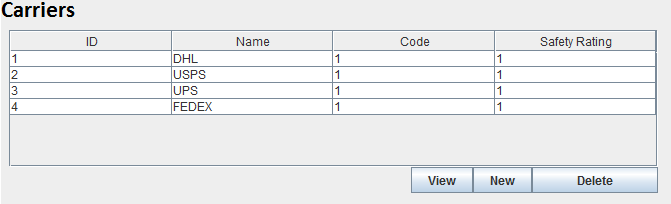 Carriers
ID Name Code Safety Rating
1 DHL 1 1
2 USPS 1 1
3 UPS 1 1
4 FEDEX 1 1
View New Delete